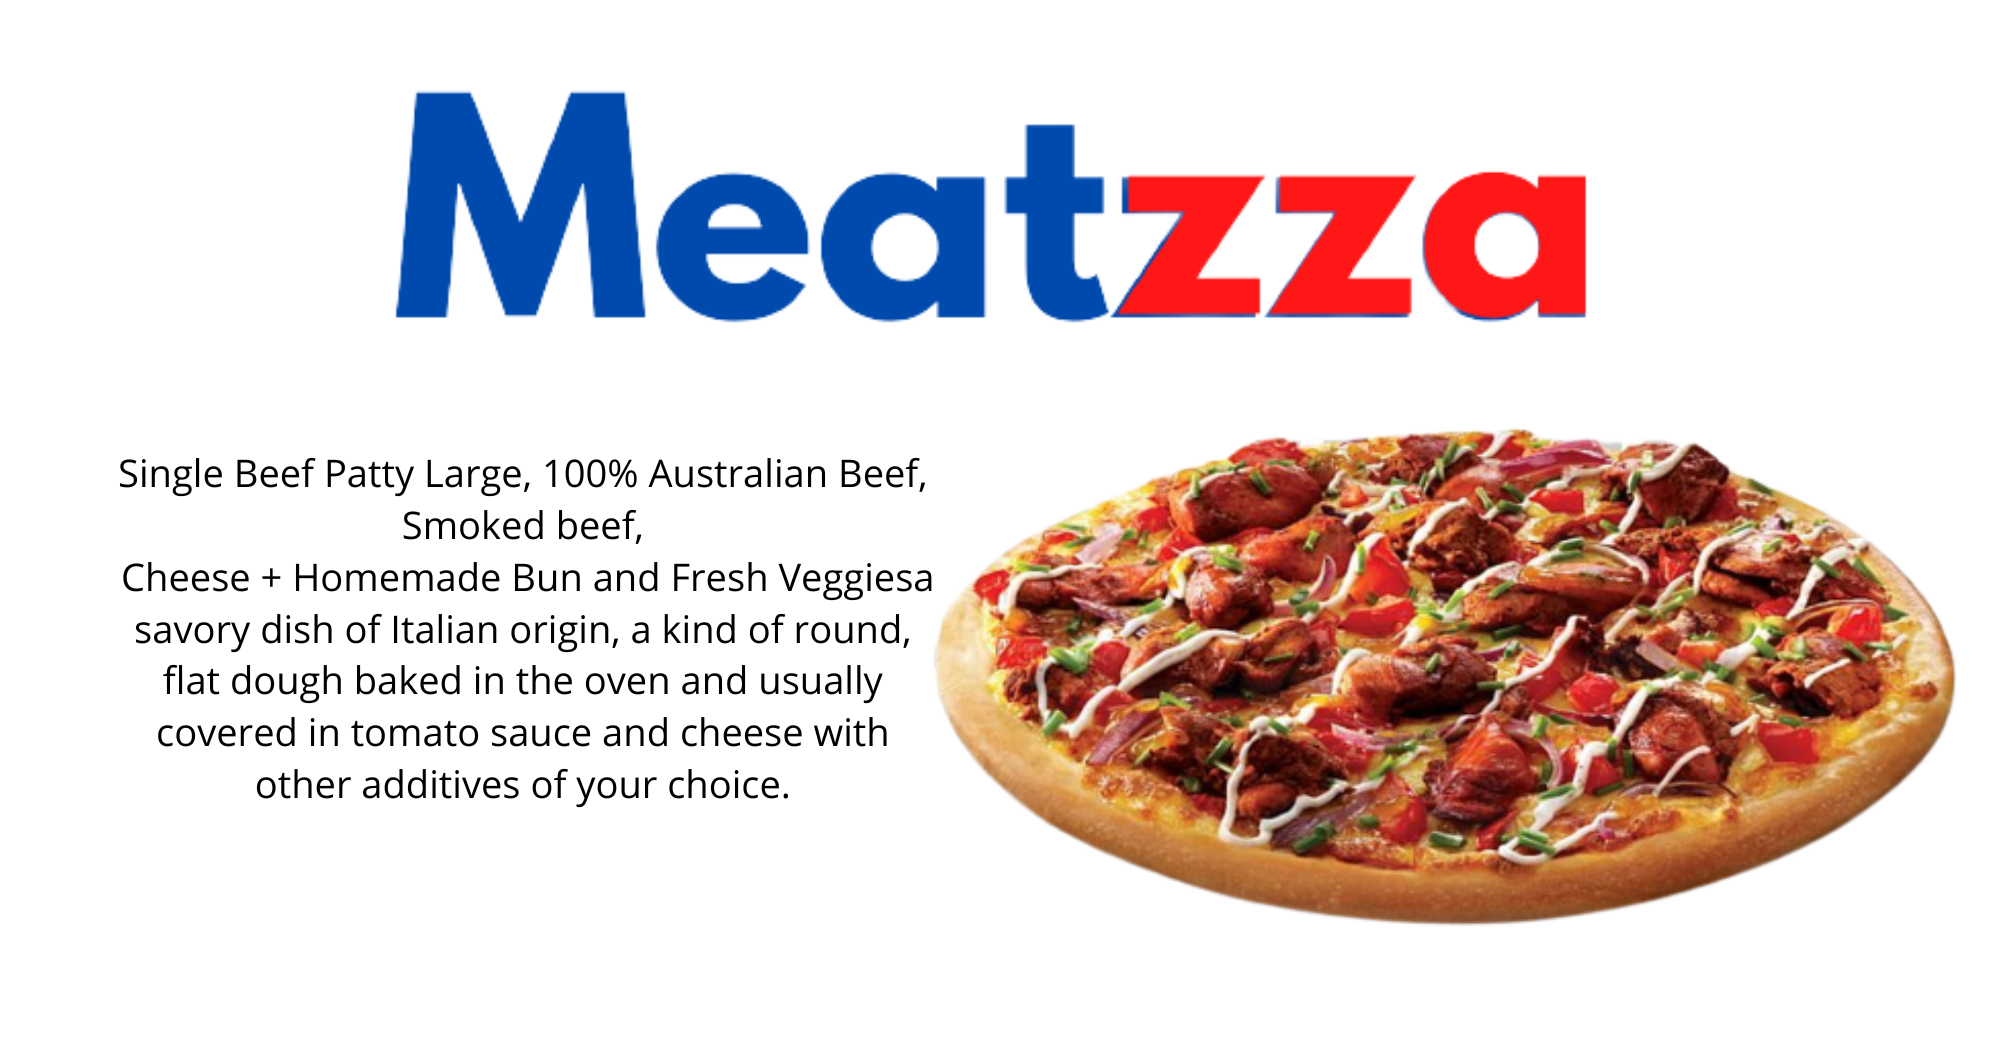 Meatzza
Single Beef Patty Large, 100% Australian Beef,
Smoked beef,
Cheese + Homemade Bun and Fresh Veggiesa
savory dish of Italian origin, a kind of round,
flat dough baked in the oven and usually
covered in tomato sauce and cheese with
other additives of your choice.